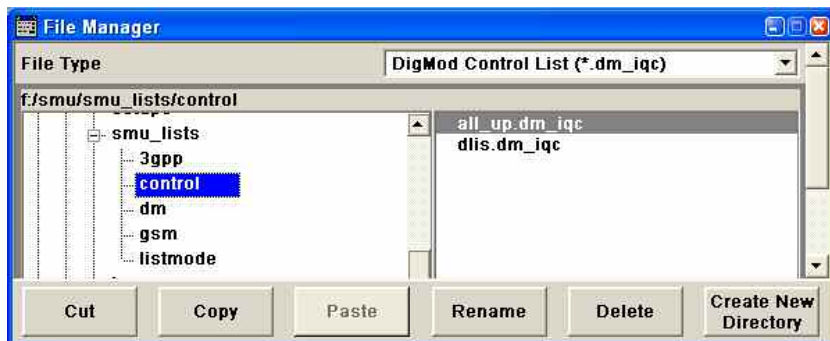 File Manager
File Type
DigMod Control List (*.dm_iqc)
f:/smu/smu_lists/control
smu_lists
3gpp
control
dm
gsm
listmode
all_up.dm_iqc
dlis.dm_iqc
Cut
Copy
Paste
Rename
Delete
Create New
Directory